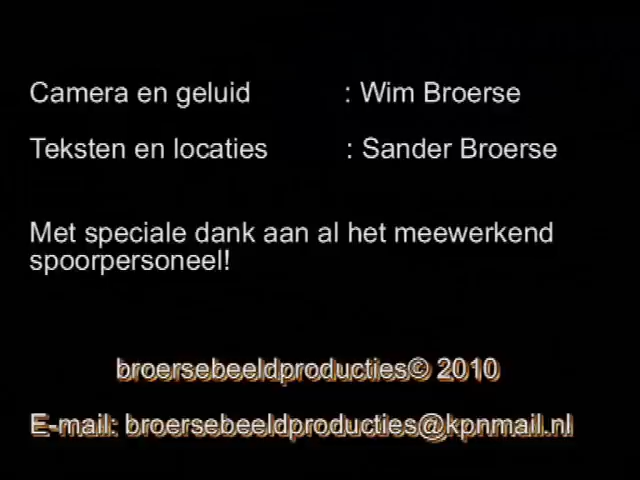 Camera en geluid : Wim Broerse
Teksten en locaties : Sander Broerse
Met speciale dank aan al het meewerkend
spoorpersoneel!
broersebeeldproducties© 2010
E-mail: broersebeeldproducties@kpnmail.nl